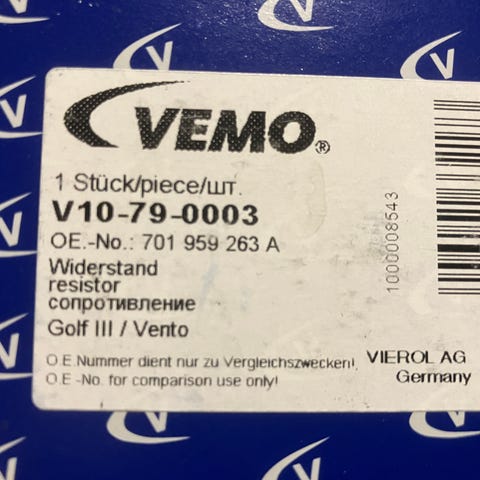 VEMO®
1 Stück/piece/шт.
V10-79-0003
OE.-No.: 701 959 263 A
Widerstand
resistor
сопротивление
Golf III / Vento
O.E.Nummer dient nur zu Vergleichszwecken!
O.E.-No. for comparison use only!
VIEROL AG
Germany
1000008543